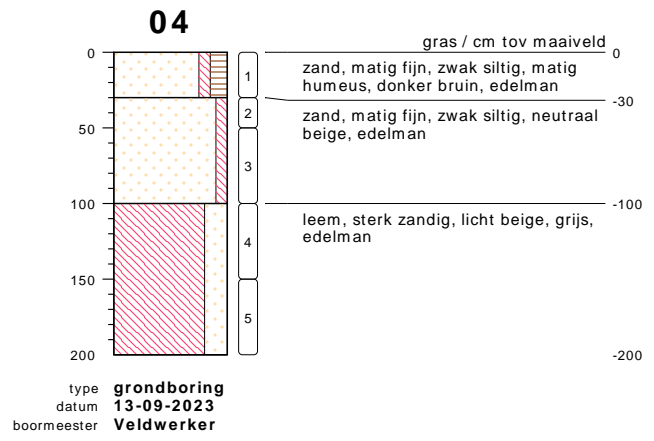 04
gras / cm tov maaiveld
0
0
1
zand, matig fijn, zwak siltig, matig
humeus, donker bruin, edelman
-30
2
zand, matig fijn, zwak siltig, neutraal
beige, edelman
50
3
100
-100
leem, sterk zandig, licht beige, grijs,
edelman
4
150
5
200
-200
type grondboring
datum 13-09-2023
boormeester Veldwerker